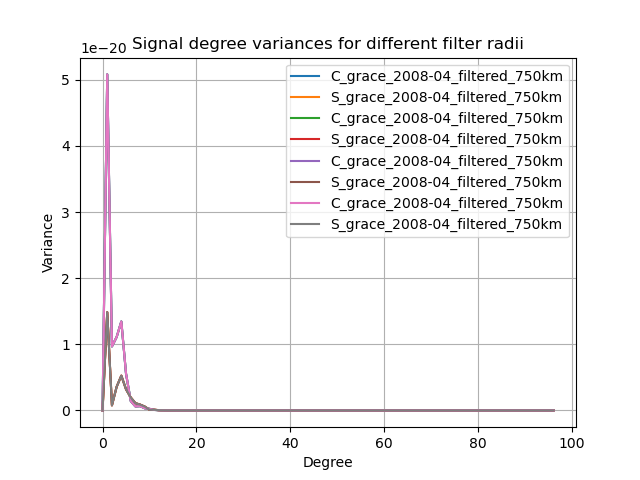 1e−20
Signal degree variances for different filter radii
5
4
3
2
1
0
Variance
C_grace_2008-04_filtered_750km
S_grace_2008-04_filtered_750km
C_grace_2008-04_filtered_750km
S_grace_2008-04_filtered_750km
C_grace_2008-04_filtered_750km
S_grace_2008-04_filtered_750km
C_grace_2008-04_filtered_750km
S_grace_2008-04_filtered_750km
0 20 40 60 80 100
Degree